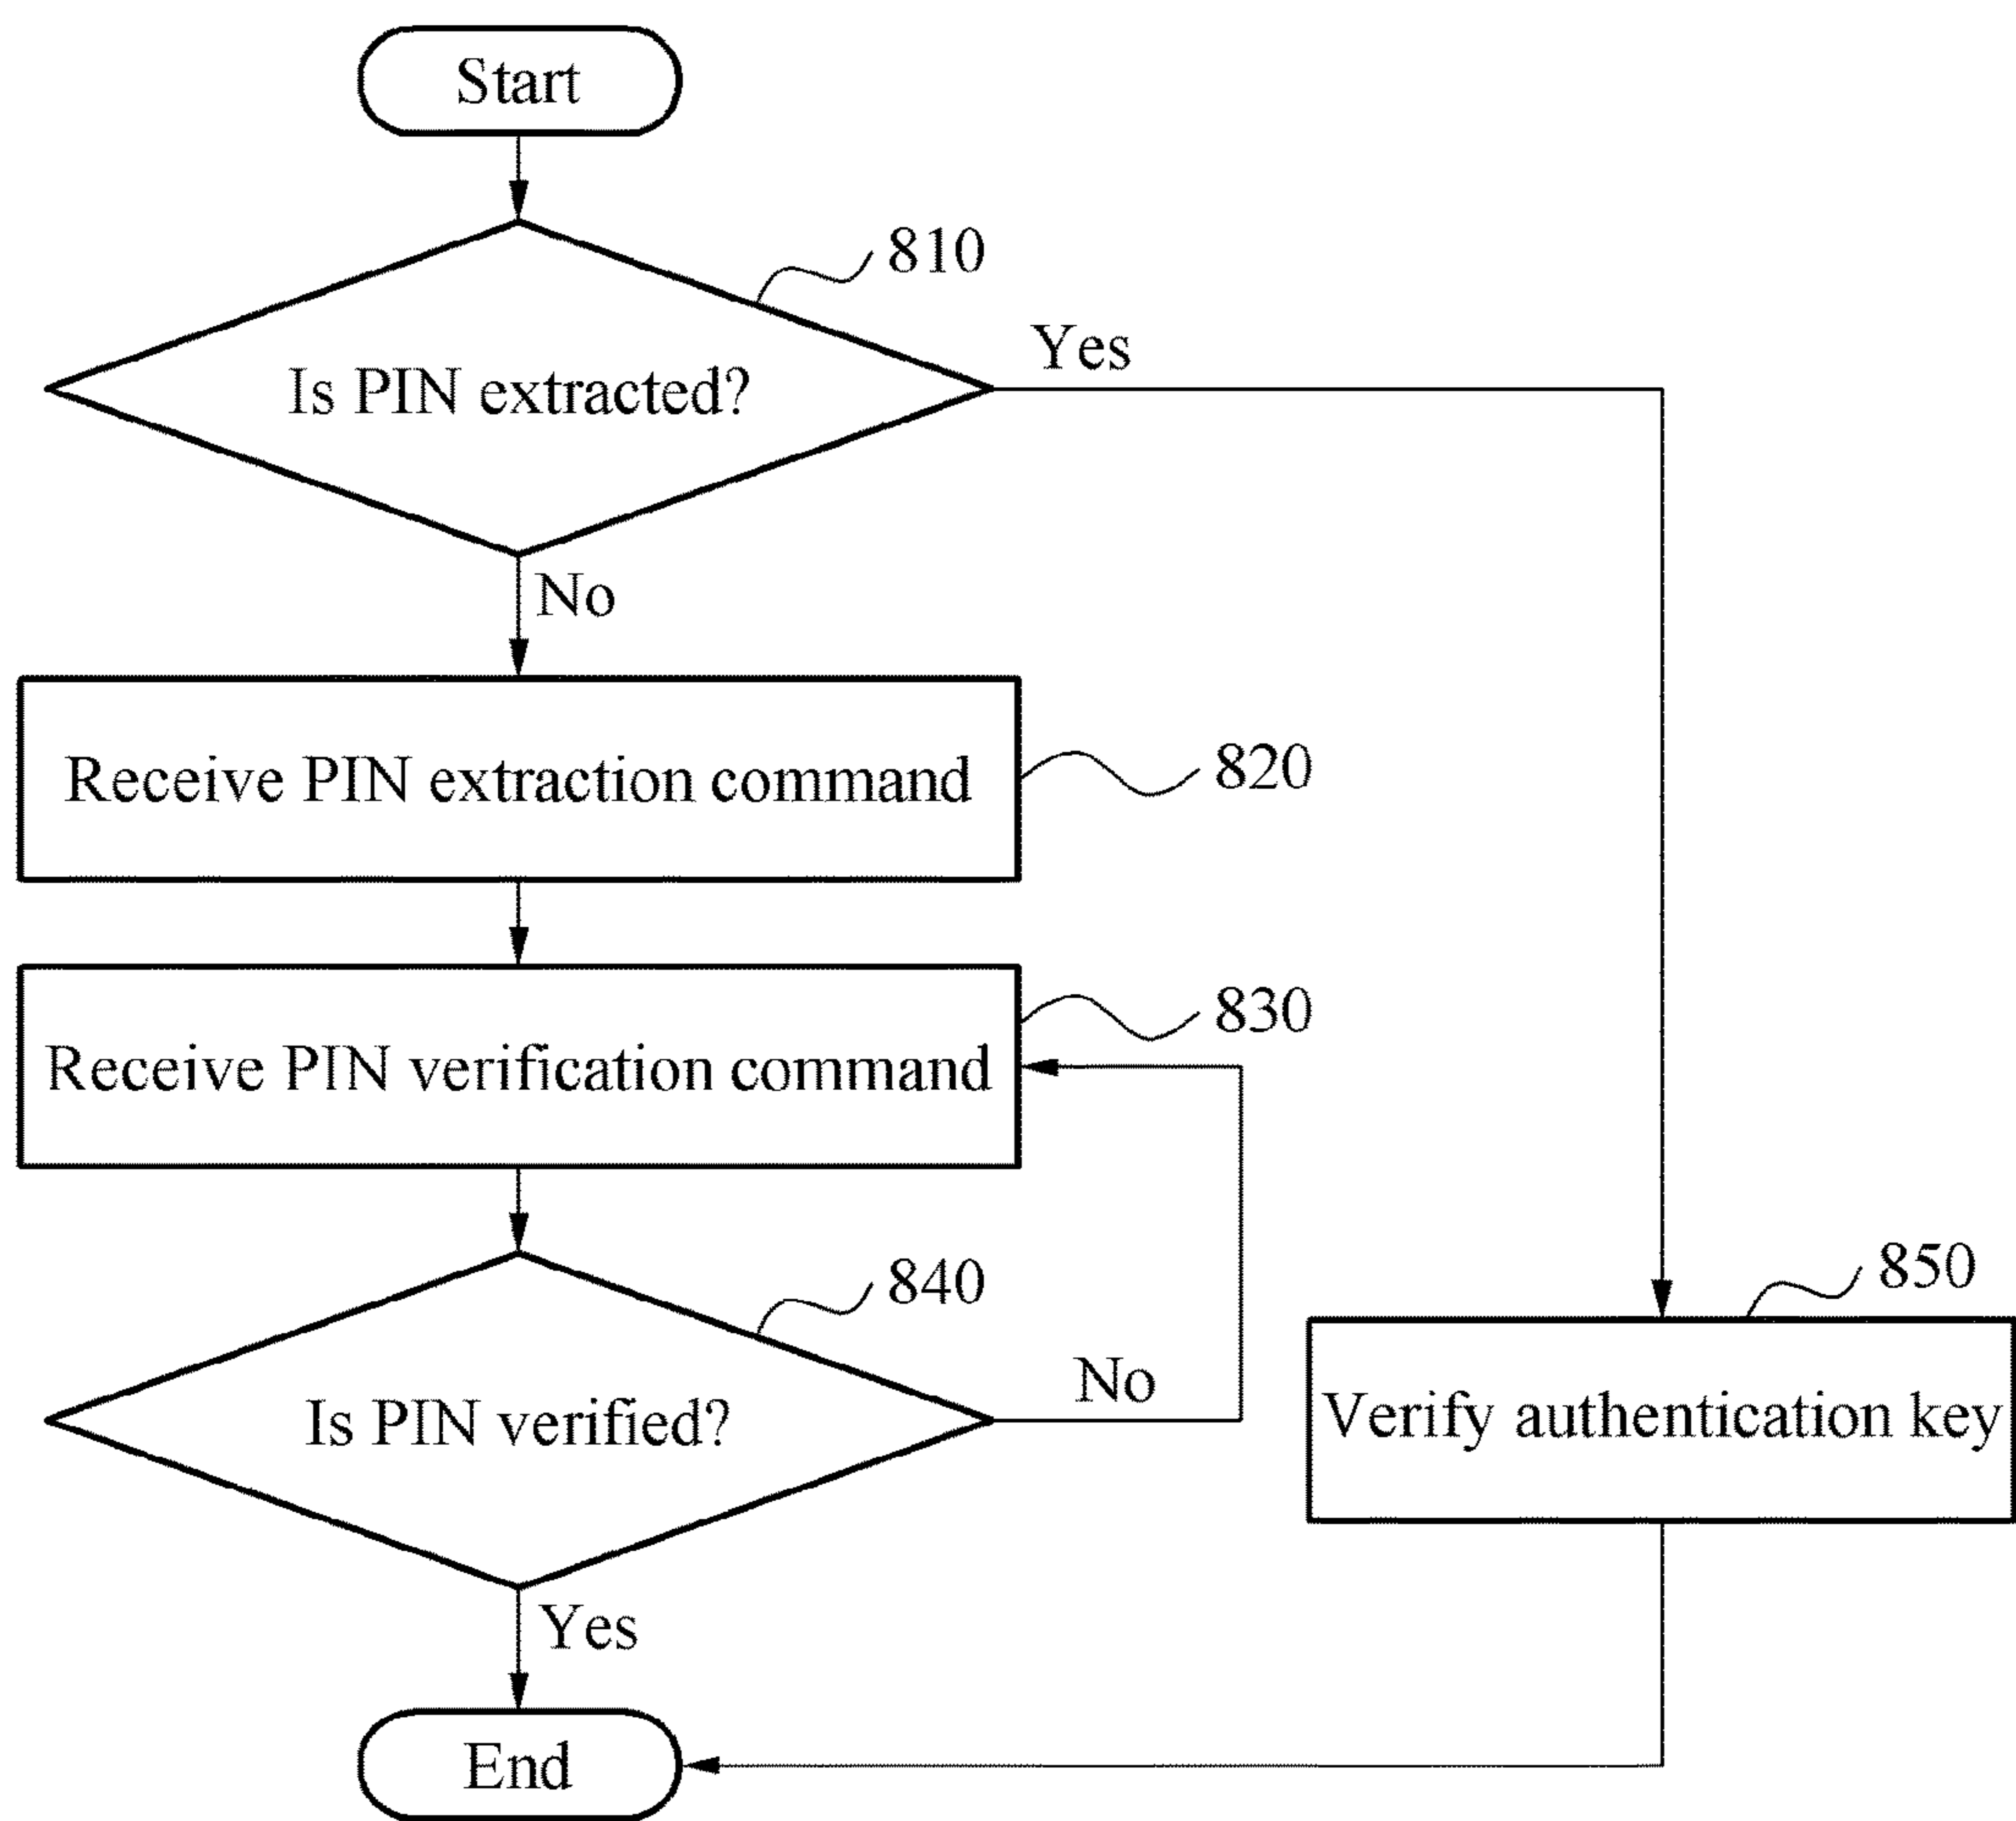 Start
810
Is PIN extracted?
Yes
No
Receive PIN extraction command
820
830
Receive PIN verification command
840
Is PIN verified?
No
850
Verify authentication key
Yes
End